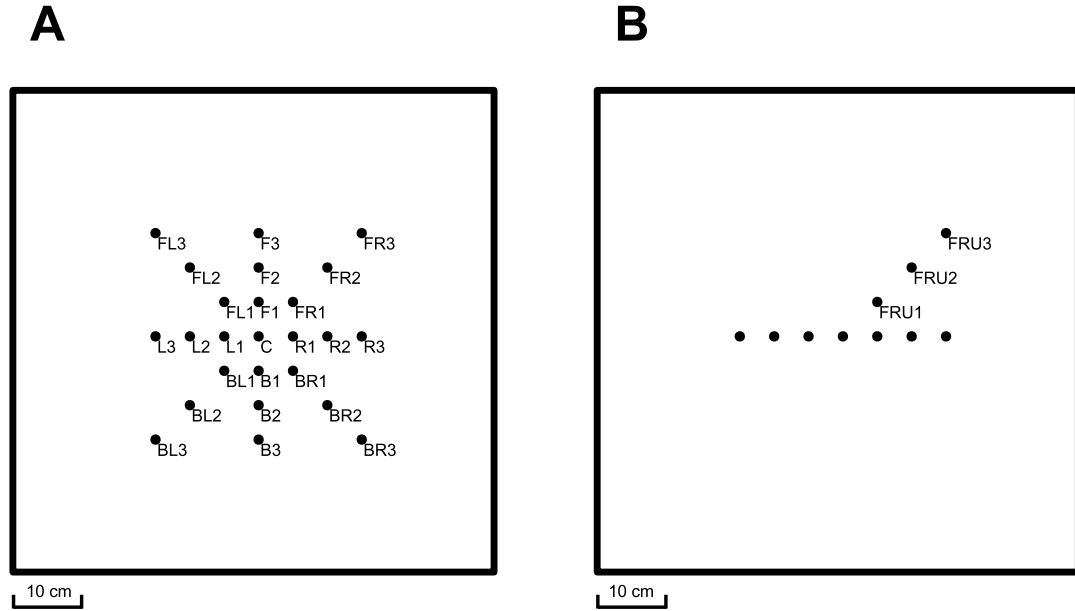 A B
FL3 F3 FR3 FRU3
FL2 F2 FR2 FRU2
FL1 F1 FR1 FRU1
L3 L2 L1 C R1 R2 R3
BL1 B1 BR1
BL2 B2 BR2
BL3 B3 BR3
10 cm 10 cm